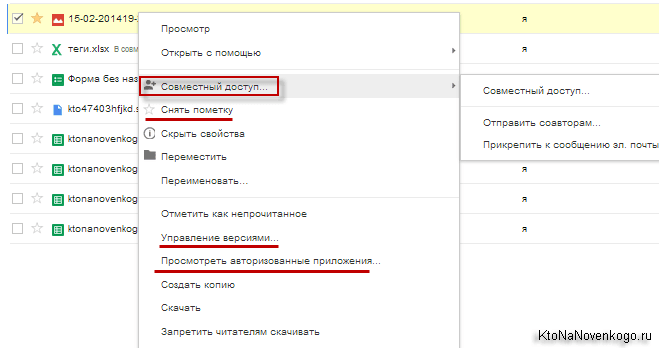 15-02-201419-
я
теги.xlsx В совм
Форма без наз
kto47403hfjkd.s
ktonanovenkog
я
ktonanovenkog
я
ktonanovenkog
я
ktonanovenkog
я
Просмотр
Открыть с помощью
Совместный доступ...
Снять пометку
Скрыть свойства
Переместить
Переименовать...
Отметить как непрочитанное
Управление версиями...
Просмотреть авторизованные приложения...
Создать копию
Скачать
Запретить читателям скачивать
Совместный доступ...
Отправить соавторам...
Прикрепить к сообщению эл. почты
KtoNaNovenkogo.ru